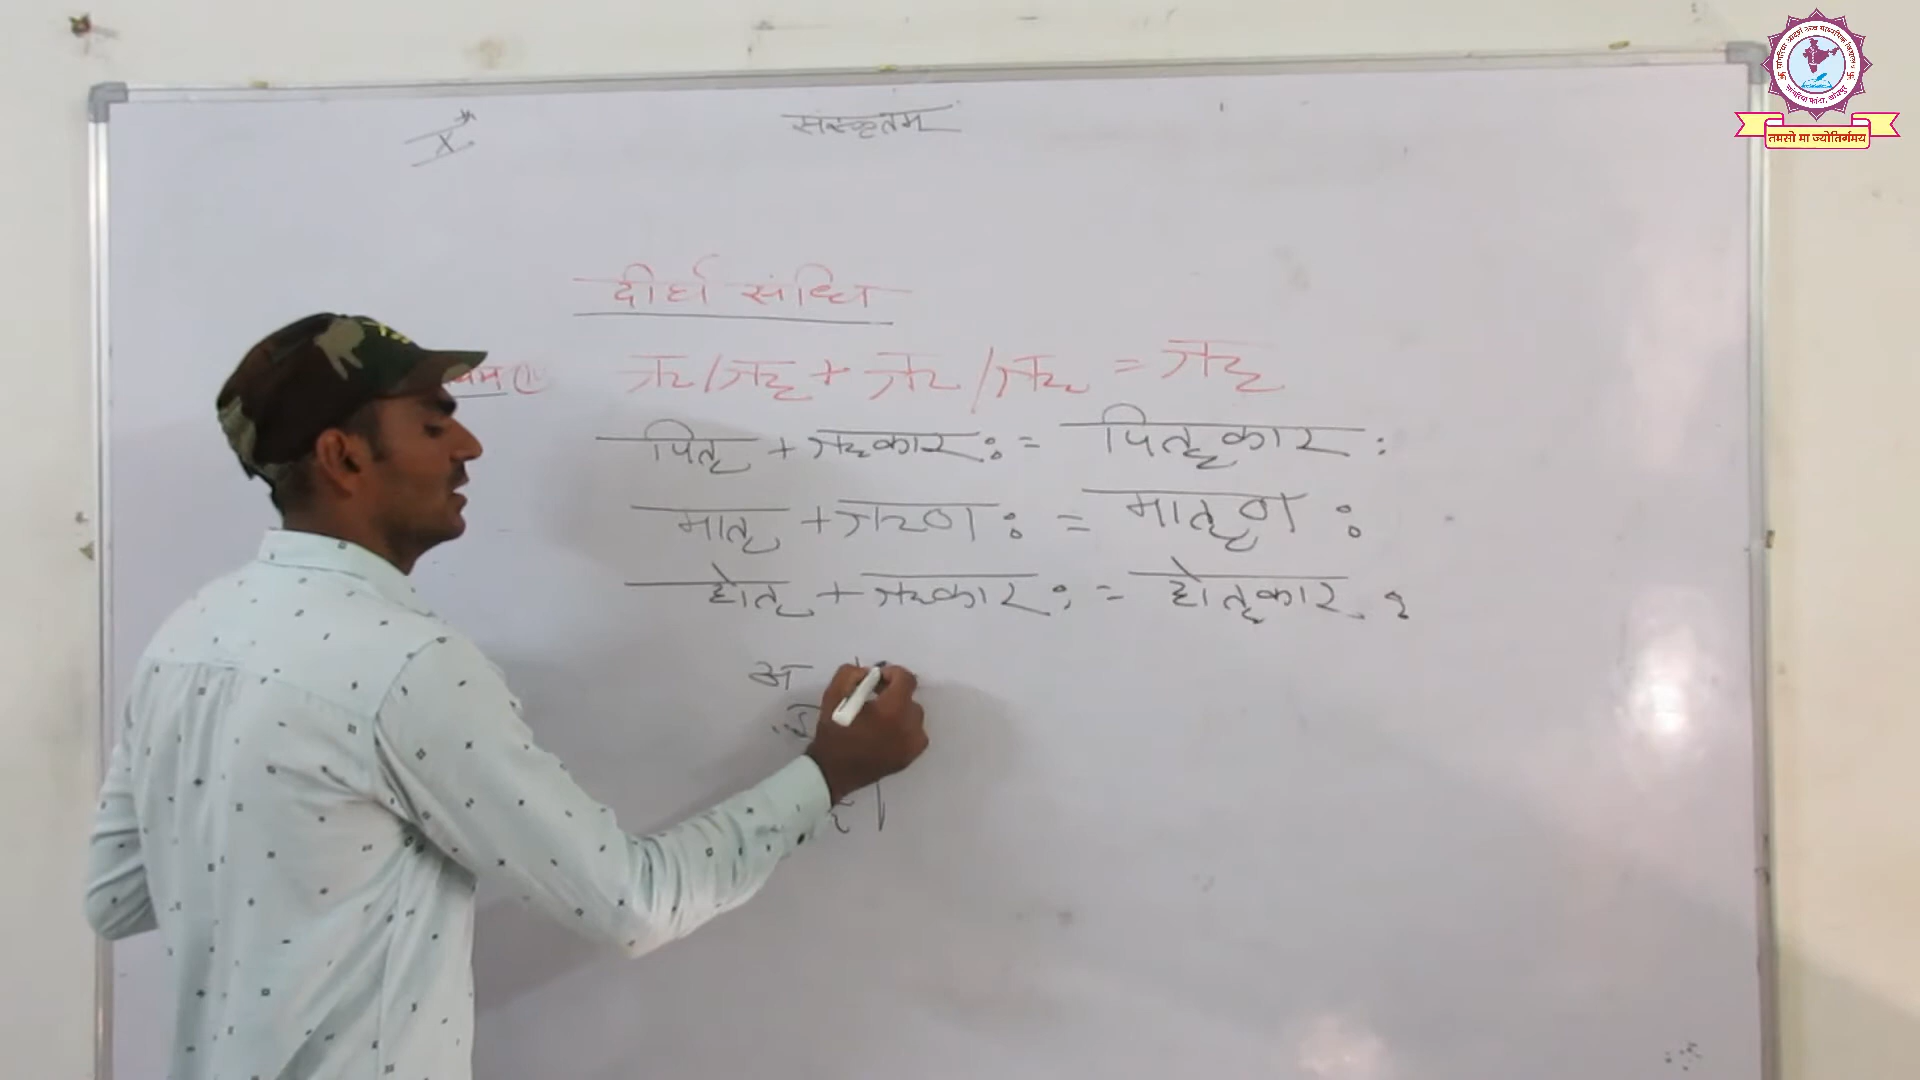 X
संस्कृतम
दीर्घ संधि
ऋ/ॠ + ऋ/ॠ = ॠ
पितृ + ऋकारः = पितॄकारः
मातृ + ऋणः = मातॄणः
होतृ + ऋकारः = होतॄकारः
अ
तमसो मा ज्योतिर्गमय